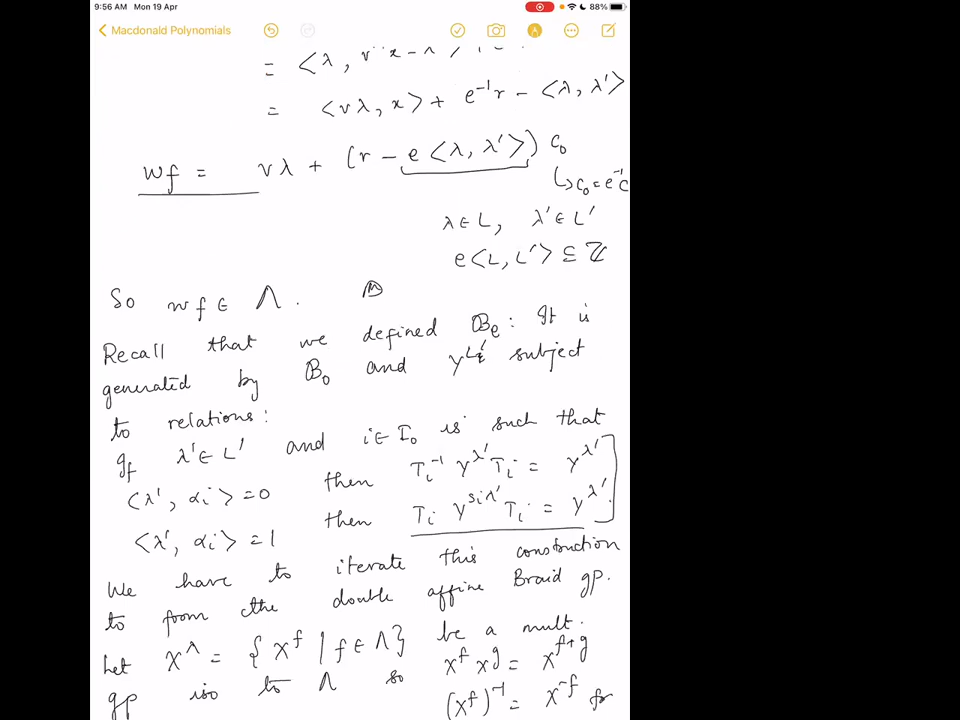 9:56 AM Mon 19 Apr 88%
Macdonald Polynomials
= <λ,
= <vλ, x> + e⁻¹r − <λ, λ'>
wf = vλ + (r − e<λ, λ'>) c₀
↳ c₀ = e⁻¹c
λ ∈ L, λ' ∈ L'
e<L, L'> ⊆ ℤ
So wf ∈ Λ.
Recall that we defined 𝔹e : It is
generated by 𝔹₀ and Y^L' subject
to relations :
If λ' ∈ L' and i ∈ I₀ is such that
<λ', αi> = 0 then Ti⁻¹ Y^λ' Ti = Y^λ'
<λ', αi> = 1 then Ti Y^siλ' Ti = Y^λ'.
We have to iterate this construction
to from the double affine Braid gp.
Let X^Λ = { X^f | f ∈ Λ } be a mult.
gp iso to Λ so X^f X^g = X^f+g
(X^f)⁻¹ = X^−f for